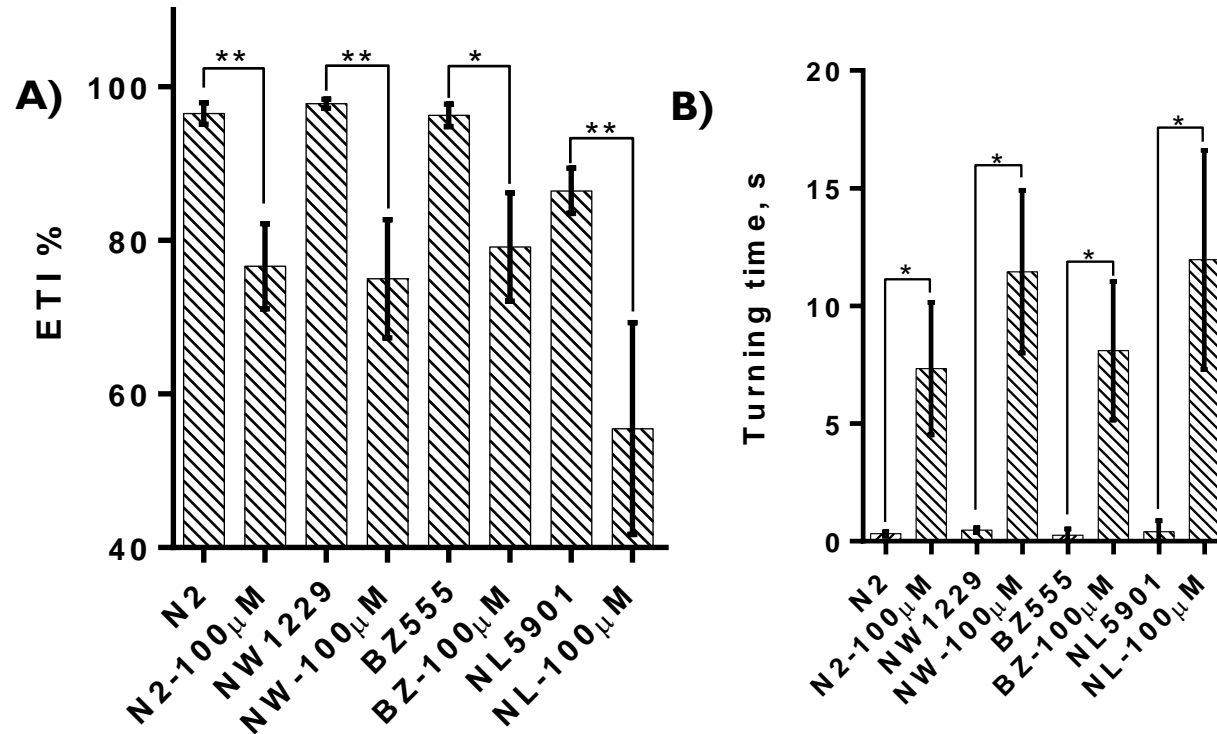 A)
ETI %
100
80
60
40
**
**
*
**
N2
N2-100μM
NW1229
NW-100μM
BZ555
BZ-100μM
NL5901
NL-100μM
B)
Turning time,s
20
15
10
5
0
*
*
*
*
N2
N2-100μM
NW1229
NW-100μM
BZ555
BZ-100μM
NL5901
NL-100μM